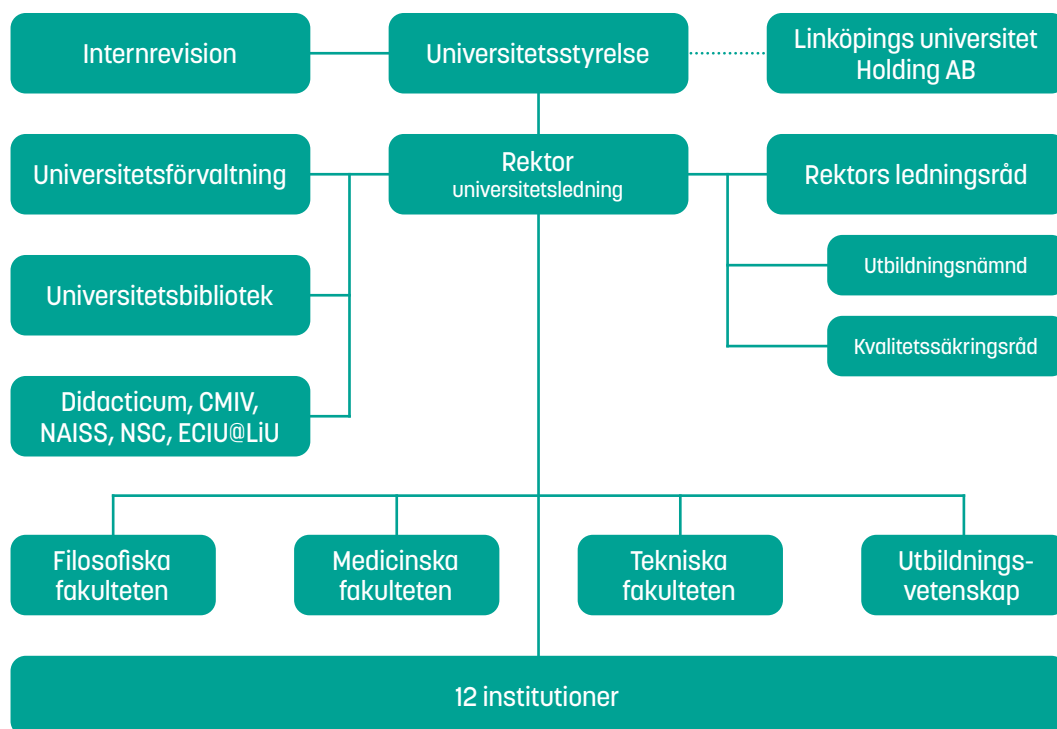 Internrevision
Universitetsstyrelse
Linköpings universitet
Holding AB
Universitetsförvaltning
Rektor
universitetsledning
Rektors ledningsråd
Utbildningsnämnd
Universitetsbibliotek
Kvalitetssäkringsråd
Didacticum, CMIV,
NAISS, NSC, ECIU@LiU
Filosofiska
fakulteten
Medicinska
fakulteten
Tekniska
fakulteten
Utbildnings-
vetenskap
12 institutioner